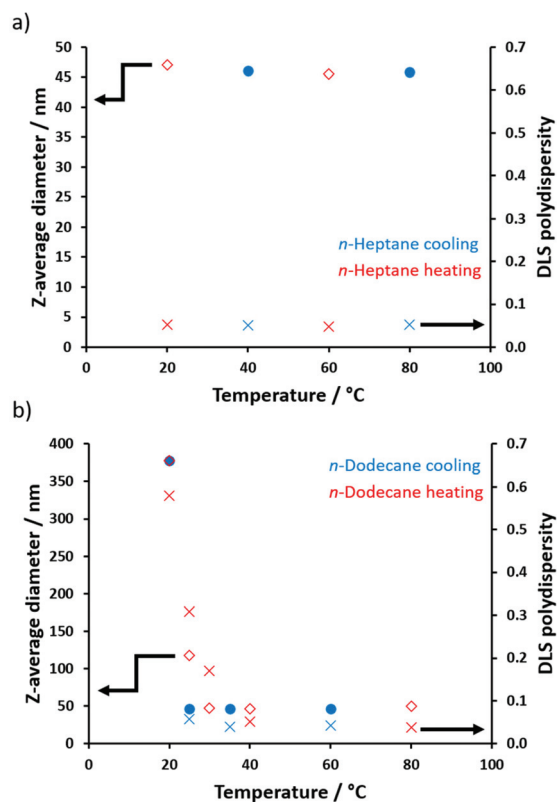 a)
Z-average diameter / nm
50
45
40
35
30
25
20
15
10
5
0
0.7
0.6
0.5
0.4
0.3
0.2
0.1
0.0
DLS polydispersity
n-Heptane cooling
n-Heptane heating
0 20 40 60 80 100
Temperature / °C
b)
Z-average diameter / nm
400
350
300
250
200
150
100
50
0
0.7
0.6
0.5
0.4
0.3
0.2
0.1
0.0
DLS polydispersity
n-Dodecane cooling
n-Dodecane heating
0 20 40 60 80 100
Temperature / °C